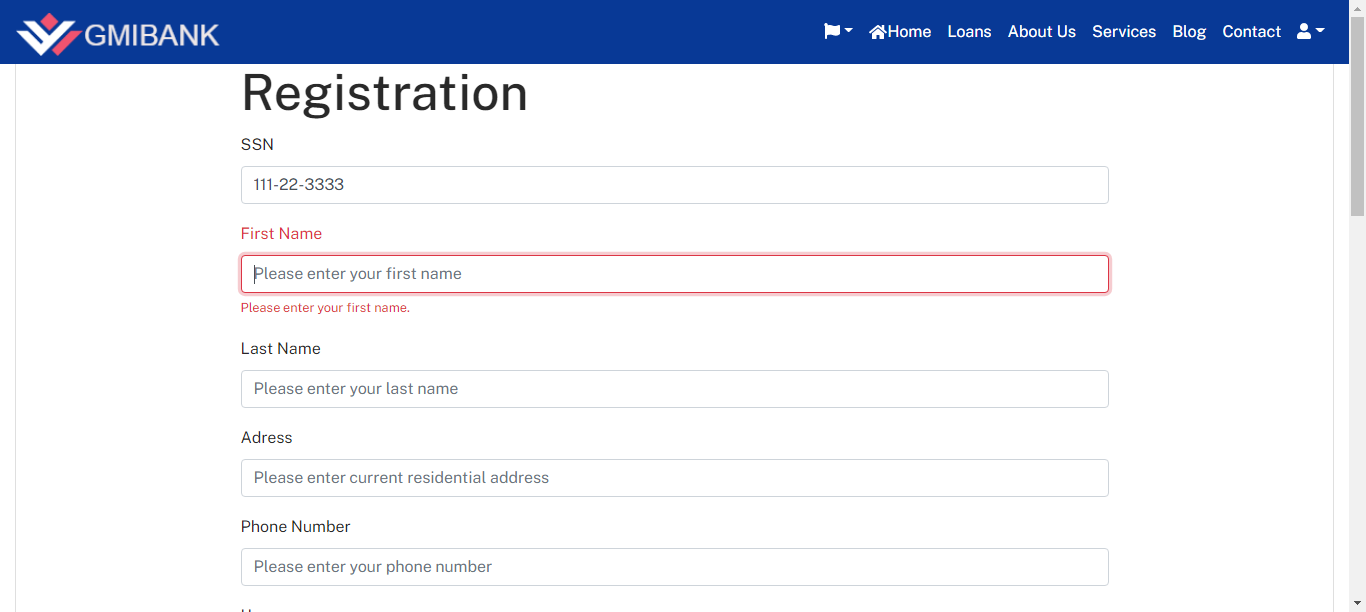 GMIBANK
Home Loans About Us Services Blog Contact
Registration
SSN
111-22-3333
First Name
Please enter your first name
Please enter your first name.
Last Name
Please enter your last name
Adress
Please enter current residential address
Phone Number
Please enter your phone number